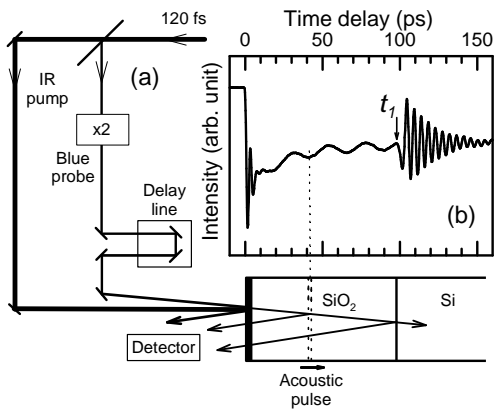 Time delay (ps)
0 50 100 150
120 fs
IR
pump
(a)
x2
Blue
probe
Delay
line
Intensity (arb. unit)
t1
(b)
SiO2
Si
Detector
Acoustic
pulse